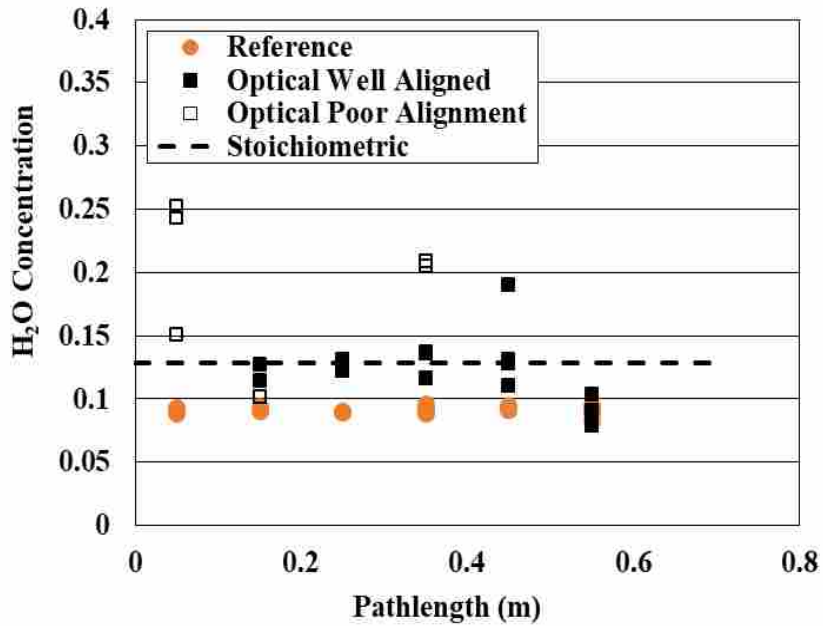 0.4
0.35
0.3
0.25
0.2
0.15
0.1
0.05
0
H₂O Concentration
Reference
Optical Well Aligned
Optical Poor Alignment
Stoichiometric
0 0.2 0.4 0.6 0.8
Pathlength (m)